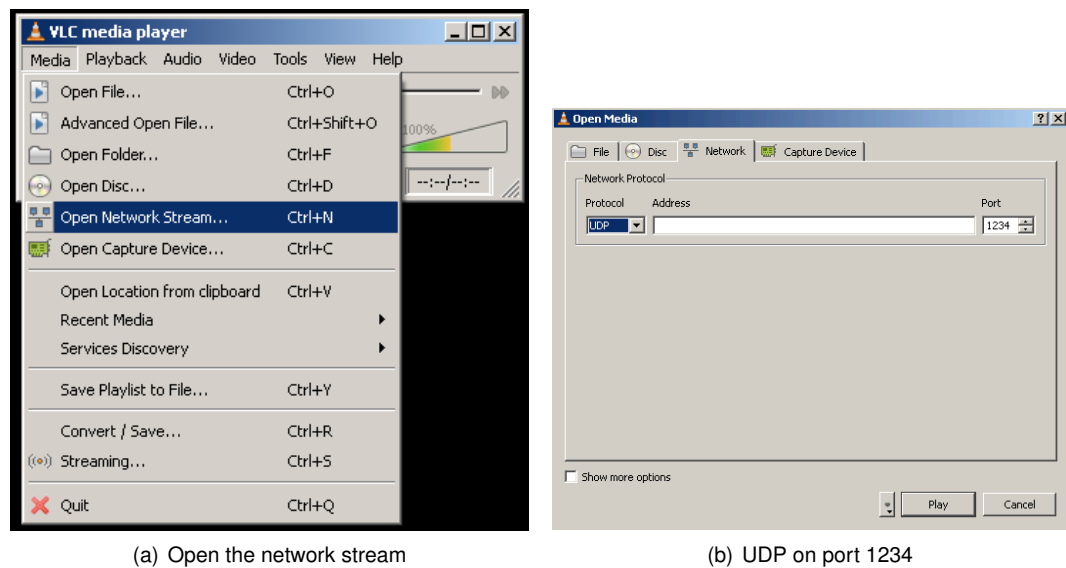 VLC media player
Media Playback Audio Video Tools View Help
Open File... Ctrl+O
Advanced Open File... Ctrl+Shift+O
100%
Open Folder... Ctrl+F
Open Disc... Ctrl+D
--:--/--:--
Open Network Stream... Ctrl+N
Open Capture Device... Ctrl+C
Open Location from clipboard Ctrl+V
Recent Media
Services Discovery
Save Playlist to File... Ctrl+Y
Convert / Save... Ctrl+R
Streaming... Ctrl+S
Quit Ctrl+Q
(a) Open the network stream
Open Media
File Disc Network Capture Device
Network Protocol
Protocol Address Port
UDP 1234
Show more options
Play Cancel
(b) UDP on port 1234